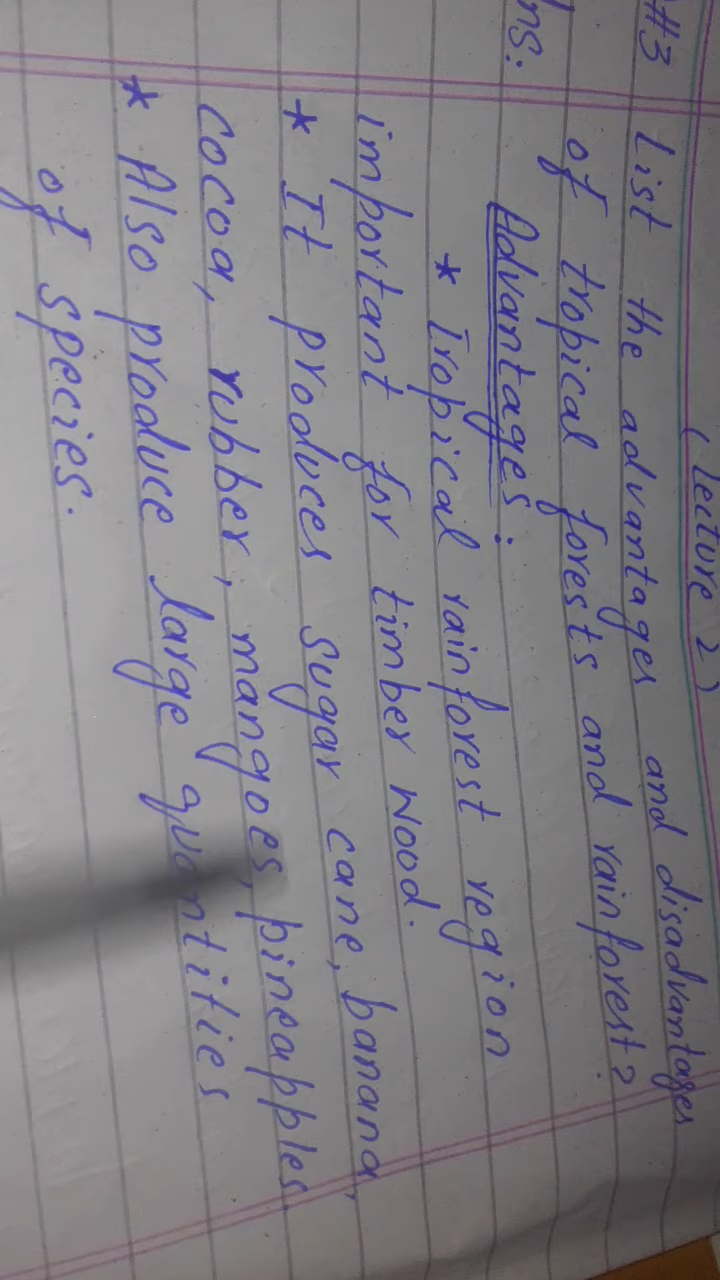 (Lecture 2)
#3 List the advantages and disadvantages
of tropical forests and rainforest?
Ans.
Advantages:
* Tropical rainforest region
important for timber wood.
* It produces sugar cane, banana,
cocoa, rubber, mangoes, pineapples.
* Also produce large quantities
of species.